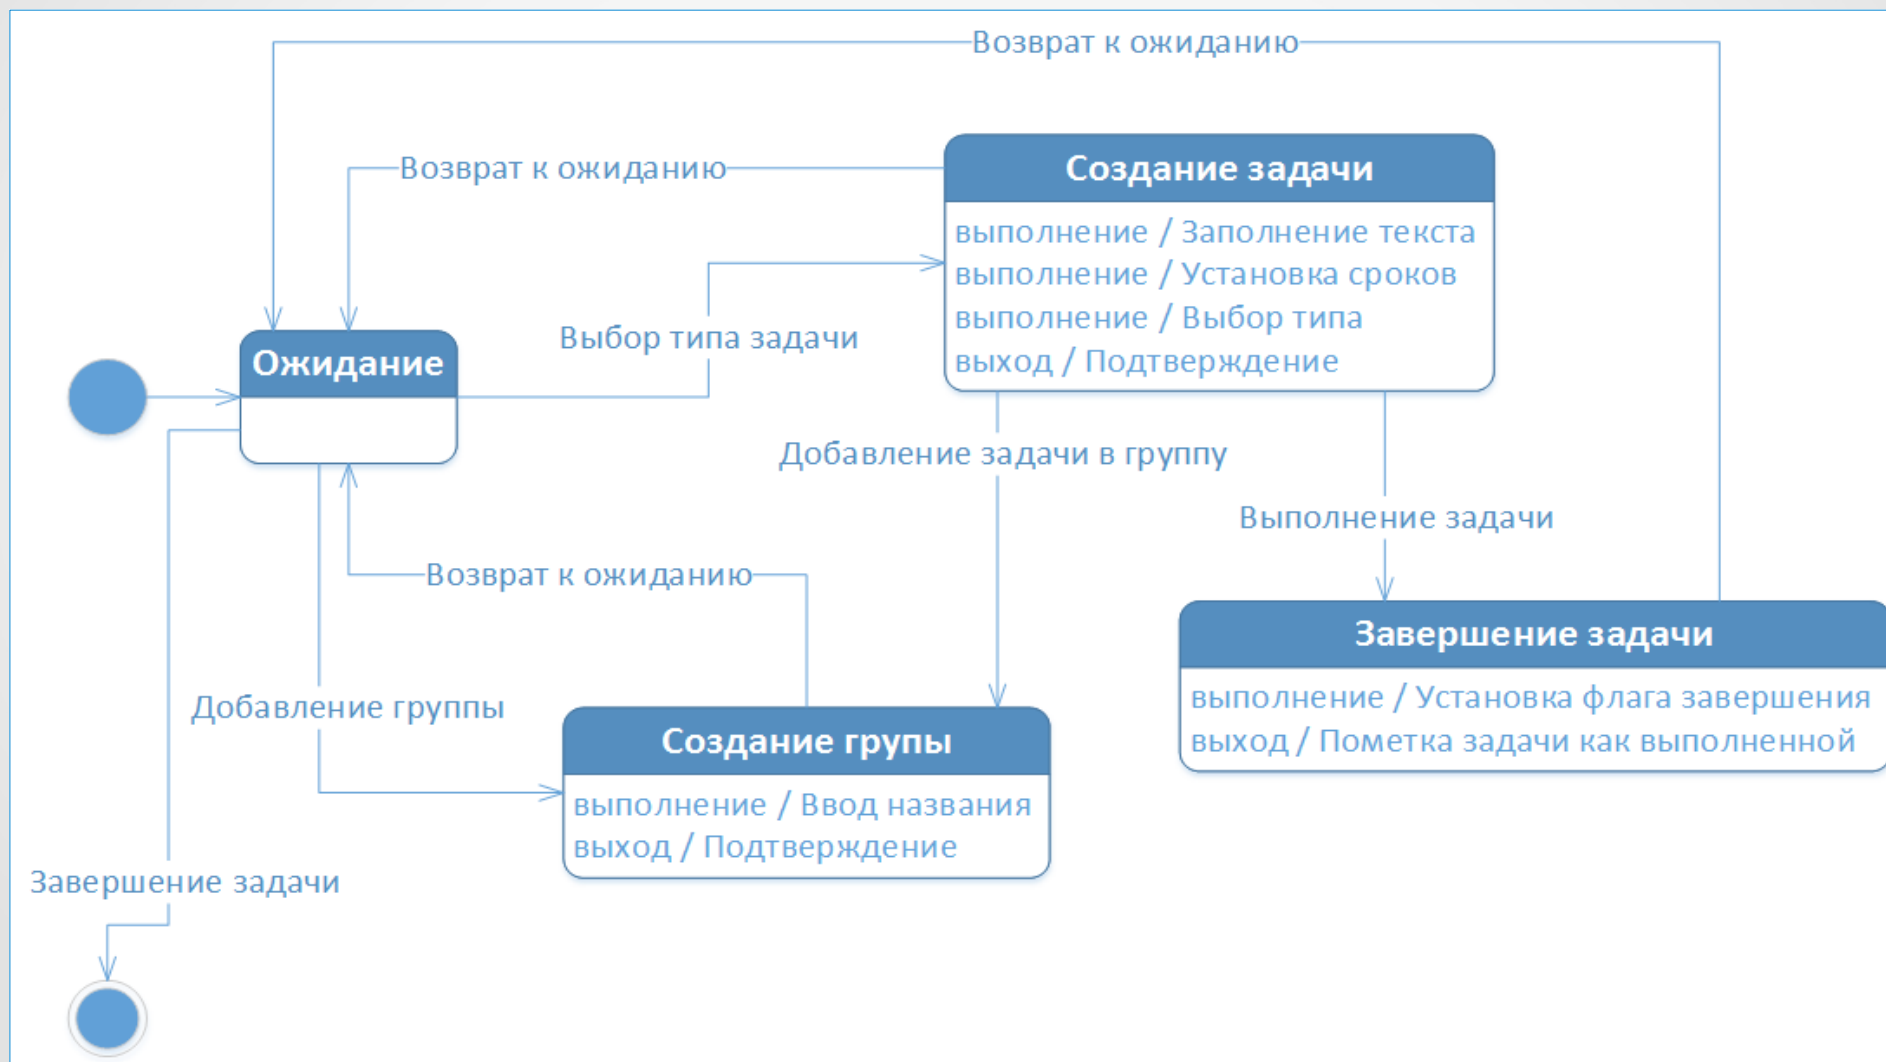 Возврат к ожиданию
Возврат к ожиданию
Создание задачи
выполнение / Заполнение текста
выполнение / Установка сроков
выполнение / Выбор типа
выход / Подтверждение
Выбор типа задачи
Ожидание
Добавление задачи в группу
Выполнение задачи
Возврат к ожиданию
Завершение задачи
выполнение / Установка флага завершения
выход / Пометка задачи как выполненной
Добавление группы
Создание групы
выполнение / Ввод названия
выход / Подтверждение
Завершение задачи